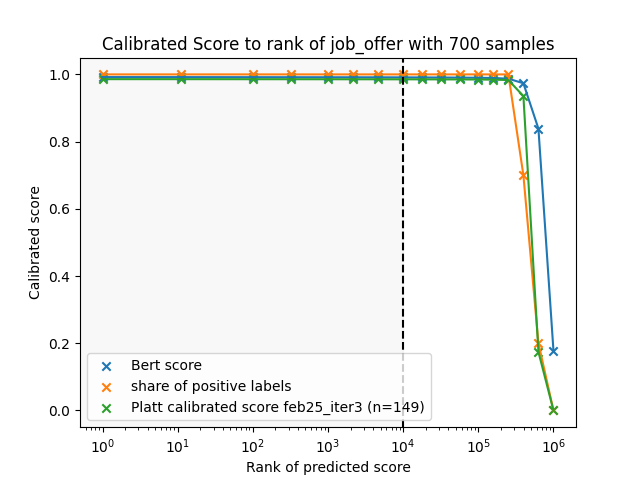 Calibrated Score to rank of job_offer with 700 samples
Calibrated score
1.0
0.8
0.6
0.4
0.2
0.0
Bert score
share of positive labels
Platt calibrated score feb25_iter3 (n=149)
10^0 10^1 10^2 10^3 10^4 10^5 10^6
Rank of predicted score